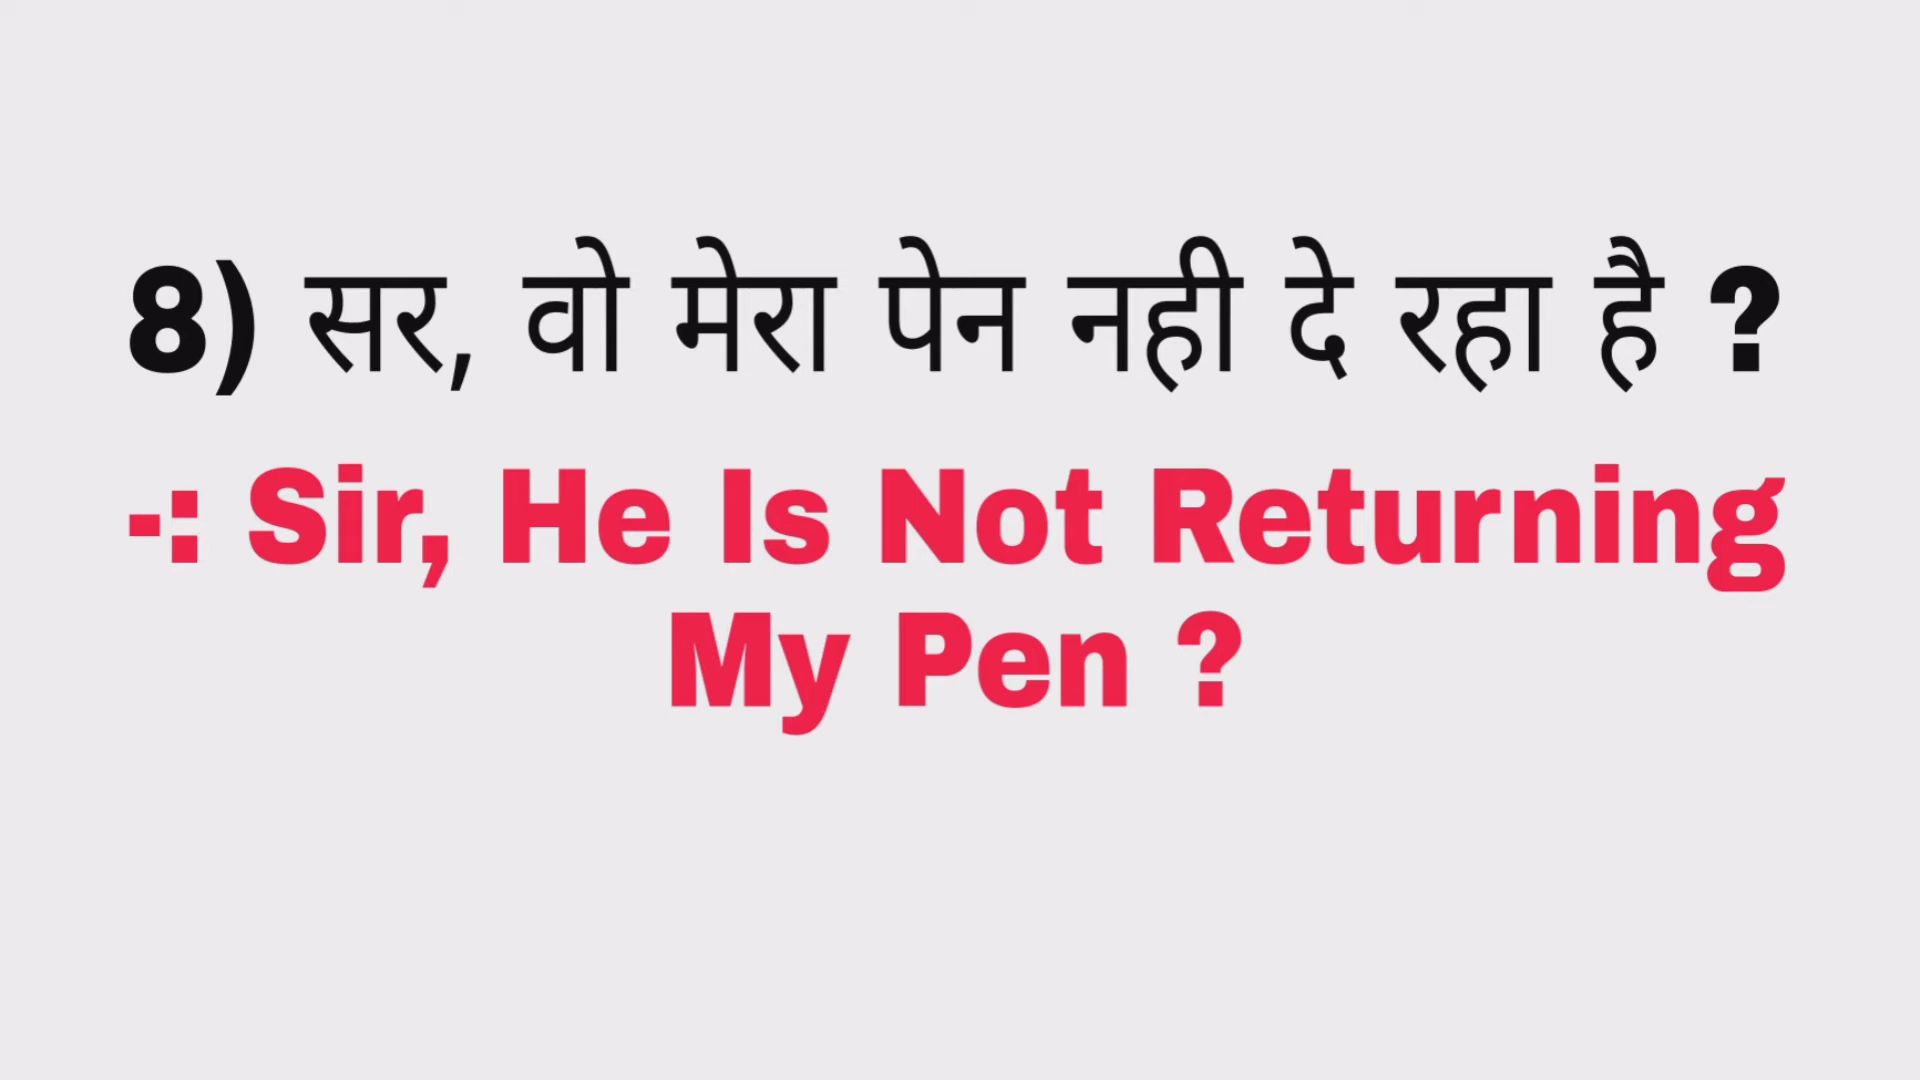 8) सर, वो मेरा पेन नही दे रहा है ?
-: Sir, He Is Not Returning
My Pen ?